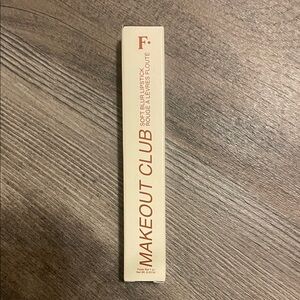 F.
MAKEOUT CLUB
SOFT BLUR LIPSTICK
ROUGE À LÈVRES FLOUTÉ